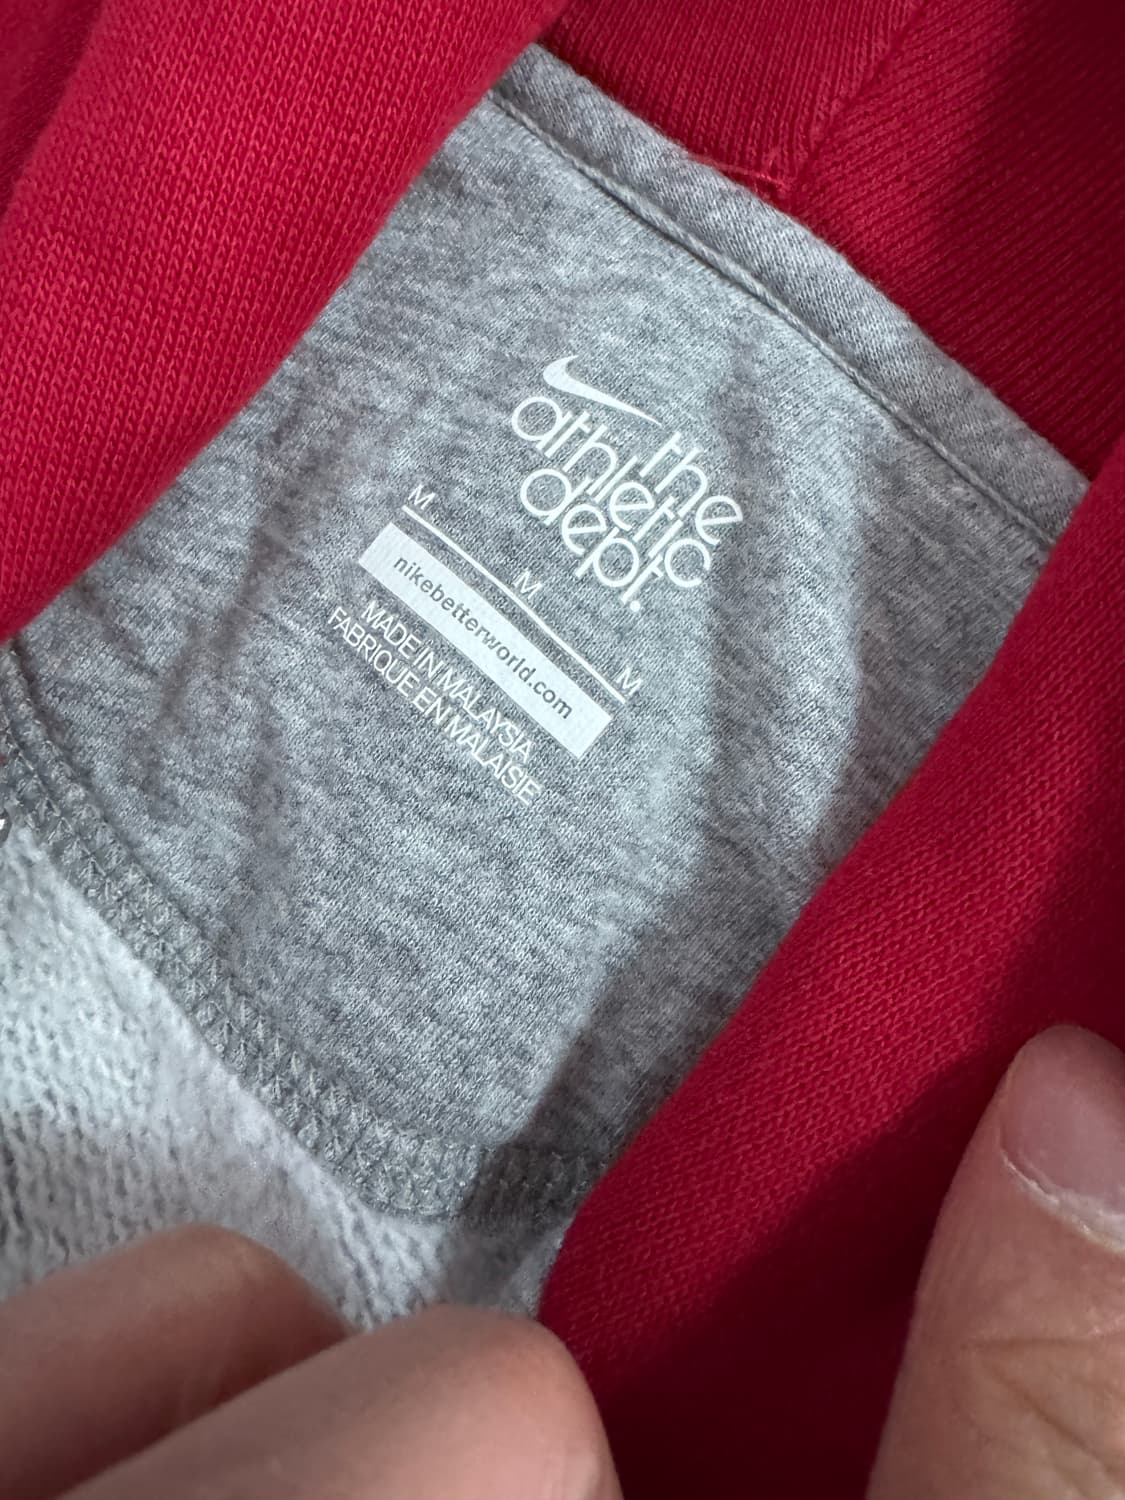 the
athletic
dept.
M M M
nikebetterworld.com
MADE IN MALAYSIA
FABRIQUE EN MALAISIE